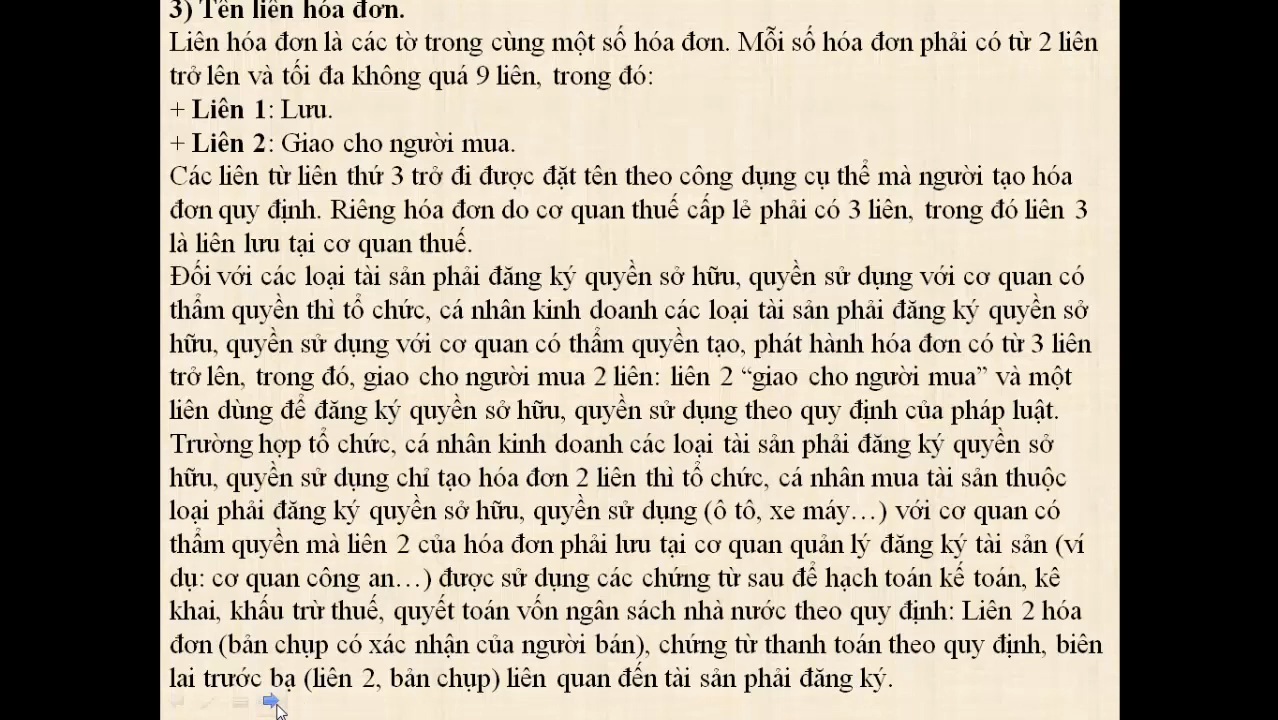 3) Tên liên hóa đơn.
Liên hóa đơn là các tờ trong cùng một số hóa đơn. Mỗi số hóa đơn phải có từ 2 liên
trở lên và tối đa không quá 9 liên, trong đó:
+ Liên 1: Lưu.
+ Liên 2: Giao cho người mua.
Các liên từ liên thứ 3 trở đi được đặt tên theo công dụng cụ thể mà người tạo hóa
đơn quy định. Riêng hóa đơn do cơ quan thuế cấp lẻ phải có 3 liên, trong đó liên 3
là liên lưu tại cơ quan thuế.
Đối với các loại tài sản phải đăng ký quyền sở hữu, quyền sử dụng với cơ quan có
thẩm quyền thì tổ chức, cá nhân kinh doanh các loại tài sản phải đăng ký quyền sở
hữu, quyền sử dụng với cơ quan có thẩm quyền tạo, phát hành hóa đơn có từ 3 liên
trở lên, trong đó, giao cho người mua 2 liên: liên 2 “giao cho người mua” và một
liên dùng để đăng ký quyền sở hữu, quyền sử dụng theo quy định của pháp luật.
Trường hợp tổ chức, cá nhân kinh doanh các loại tài sản phải đăng ký quyền sở
hữu, quyền sử dụng chỉ tạo hóa đơn 2 liên thì tổ chức, cá nhân mua tài sản thuộc
loại phải đăng ký quyền sở hữu, quyền sử dụng (ô tô, xe máy…) với cơ quan có
thẩm quyền mà liên 2 của hóa đơn phải lưu tại cơ quan quản lý đăng ký tài sản (ví
dụ: cơ quan công an…) được sử dụng các chứng từ sau để hạch toán kế toán, kê
khai, khấu trừ thuế, quyết toán vốn ngân sách nhà nước theo quy định: Liên 2 hóa
đơn (bản chụp có xác nhận của người bán), chứng từ thanh toán theo quy định, biên
lai trước bạ (liên 2, bản chụp) liên quan đến tài sản phải đăng ký.